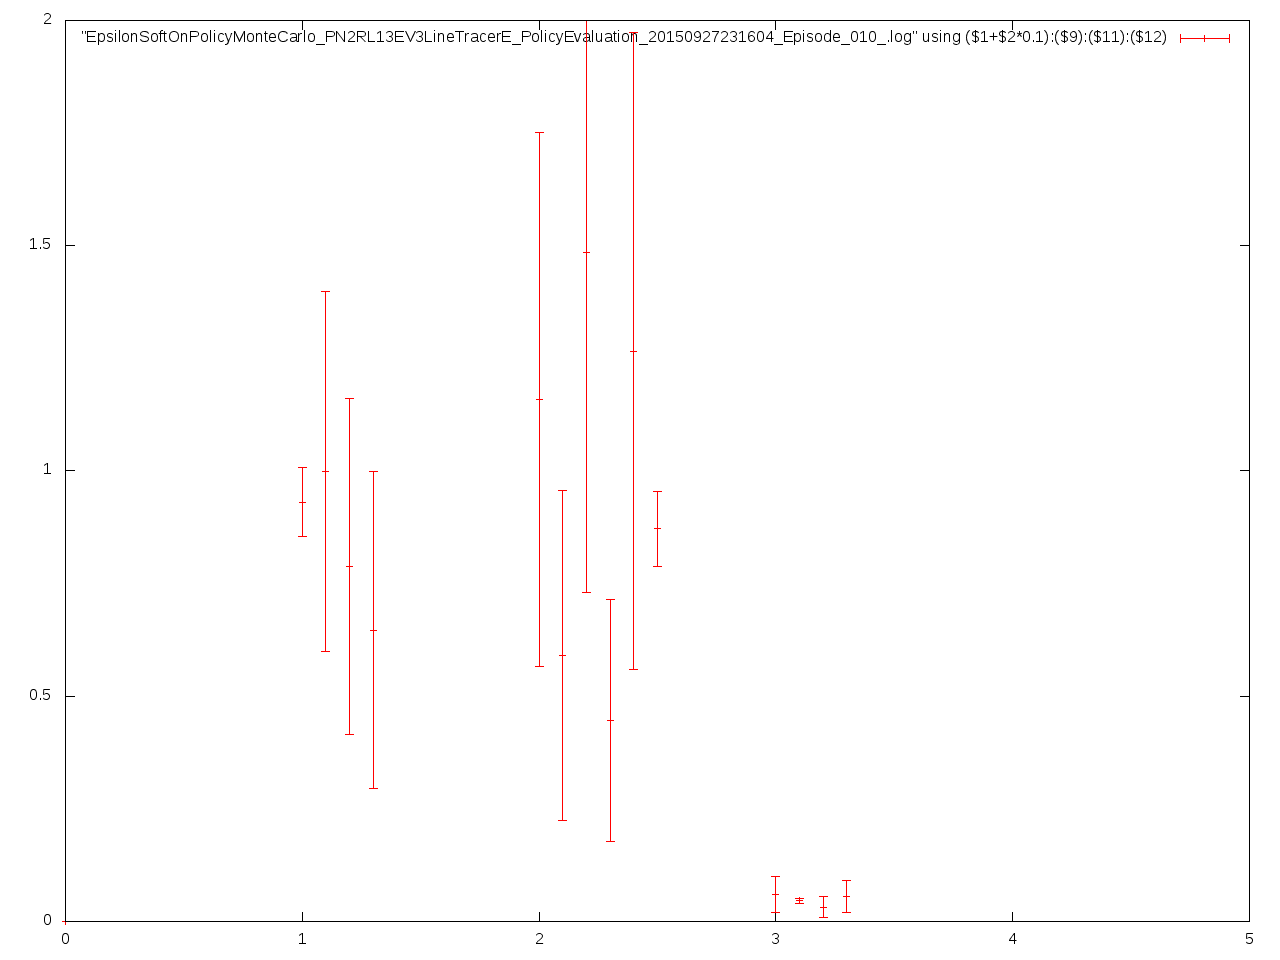 2
"EpsilonSoftOnPolicyMonteCarlo_PN2RL13EV3LineTracerE_PolicyEvaluation_20150927231604_Episode_010_.log" using ($1+$2*0.1):($9):($11):($12)
1.5
1
0.5
0
0 1 2 3 4 5